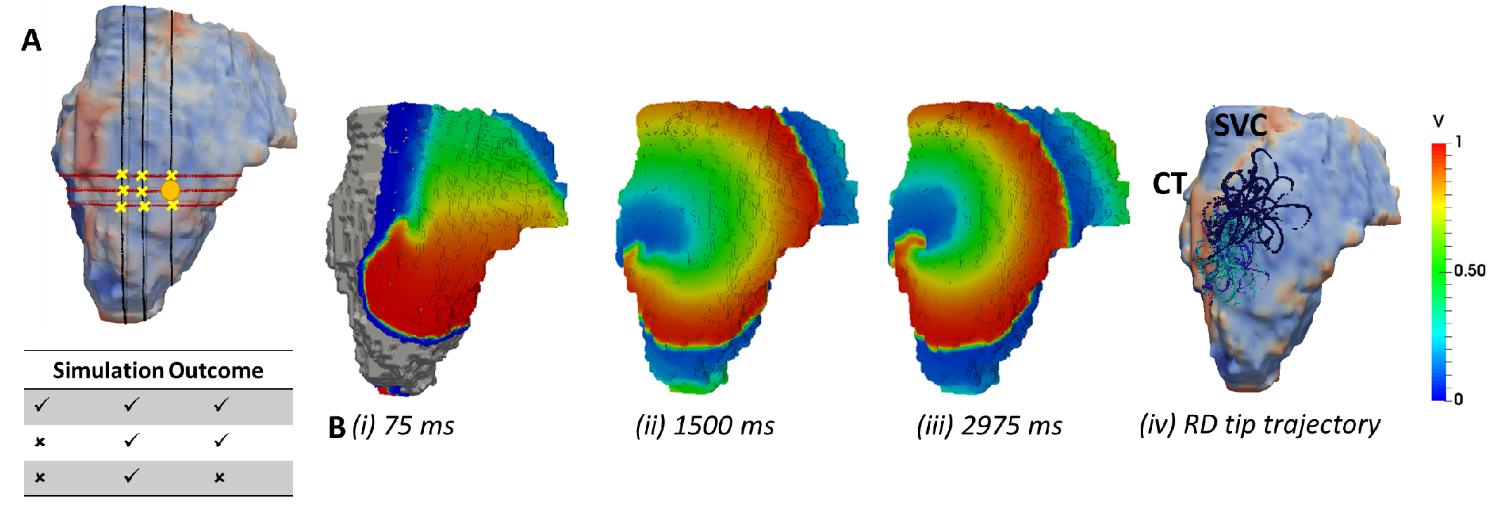 A
Simulation Outcome
✓ ✓ ✓
× ✓ ✓
× ✓ ×
B (i) 75 ms
(ii) 1500 ms
(iii) 2975 ms
SVC
CT
(iv) RD tip trajectory
V
1
0.50
0